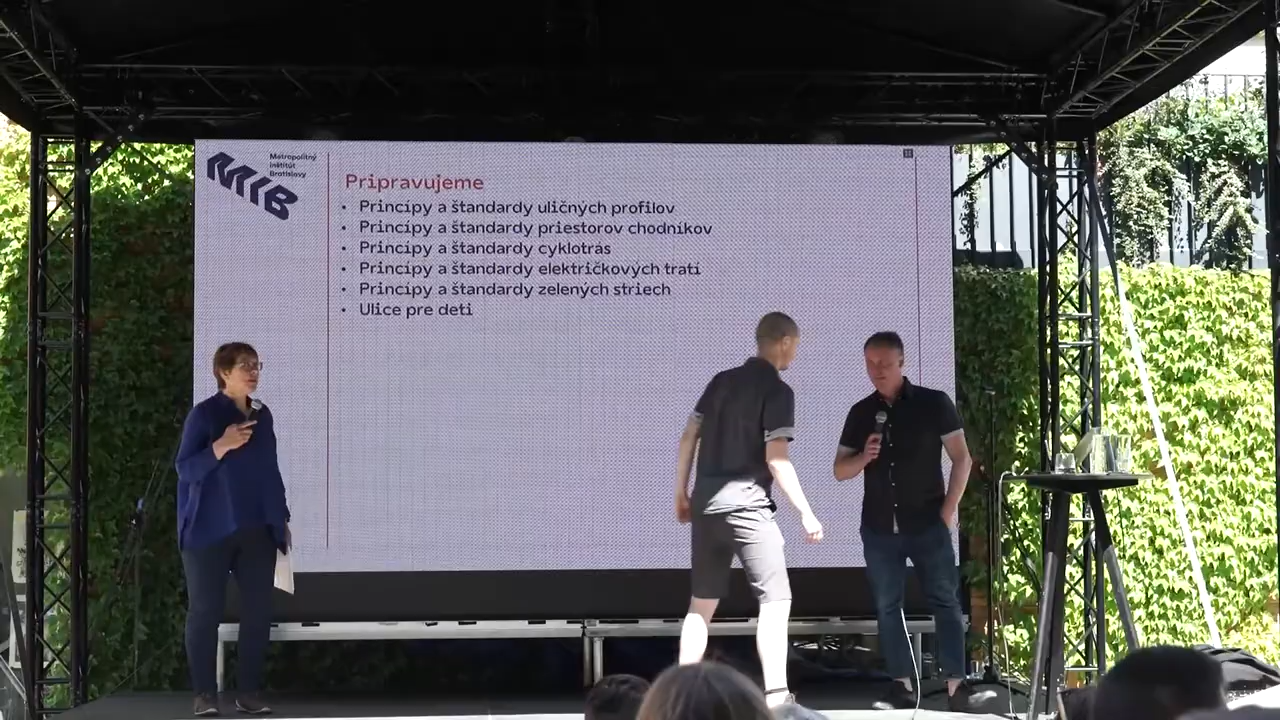 MIB
Metropolitný
inštitút
Bratislavy
Pripravujeme
• Princípy a štandardy uličných profilov
• Princípy a štandardy priestorov chodníkov
• Princípy a štandardy cyklotrás
• Princípy a štandardy električkových tratí
• Princípy a štandardy zelených striech
• Ulice pre deti